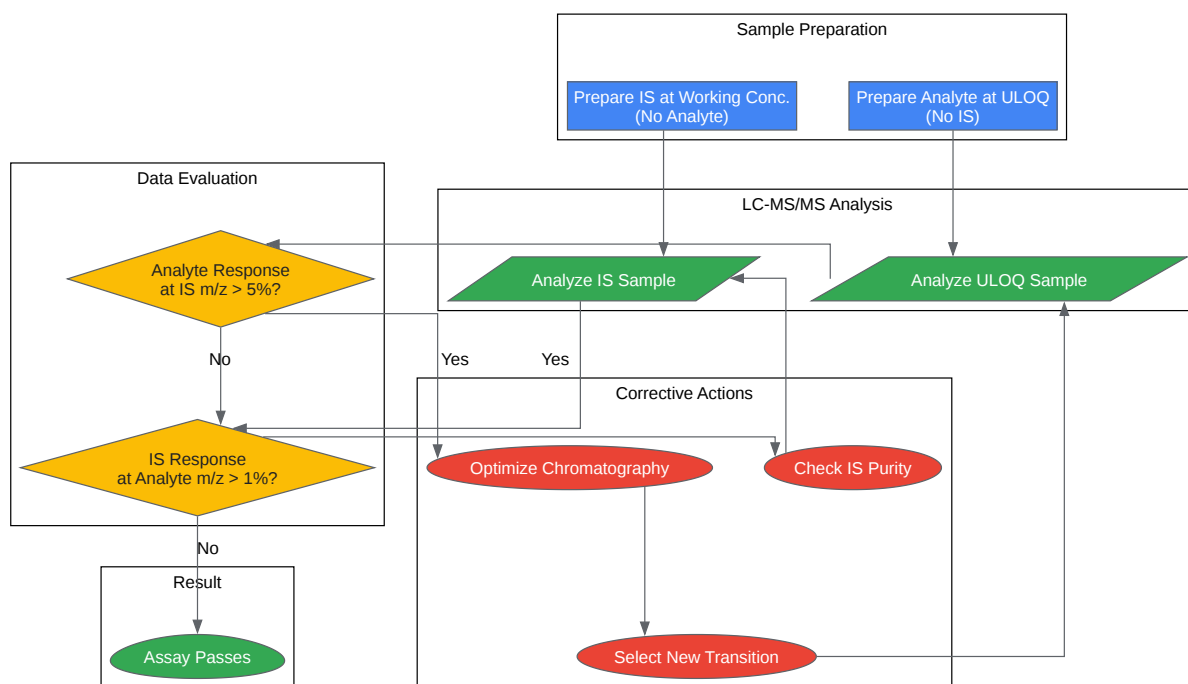 Sample Preparation
Prepare IS at Working Conc.
(No Analyte)
Prepare Analyte at ULOQ
(No IS)
Data Evaluation
LC-MS/MS Analysis
Analyte Response
at IS m/z > 5%?
Analyze IS Sample
Analyze ULOQ Sample
No
Yes
Yes
Corrective Actions
IS Response
at Analyte m/z > 1%?
Optimize Chromatography
Check IS Purity
No
Result
Assay Passes
Select New Transition